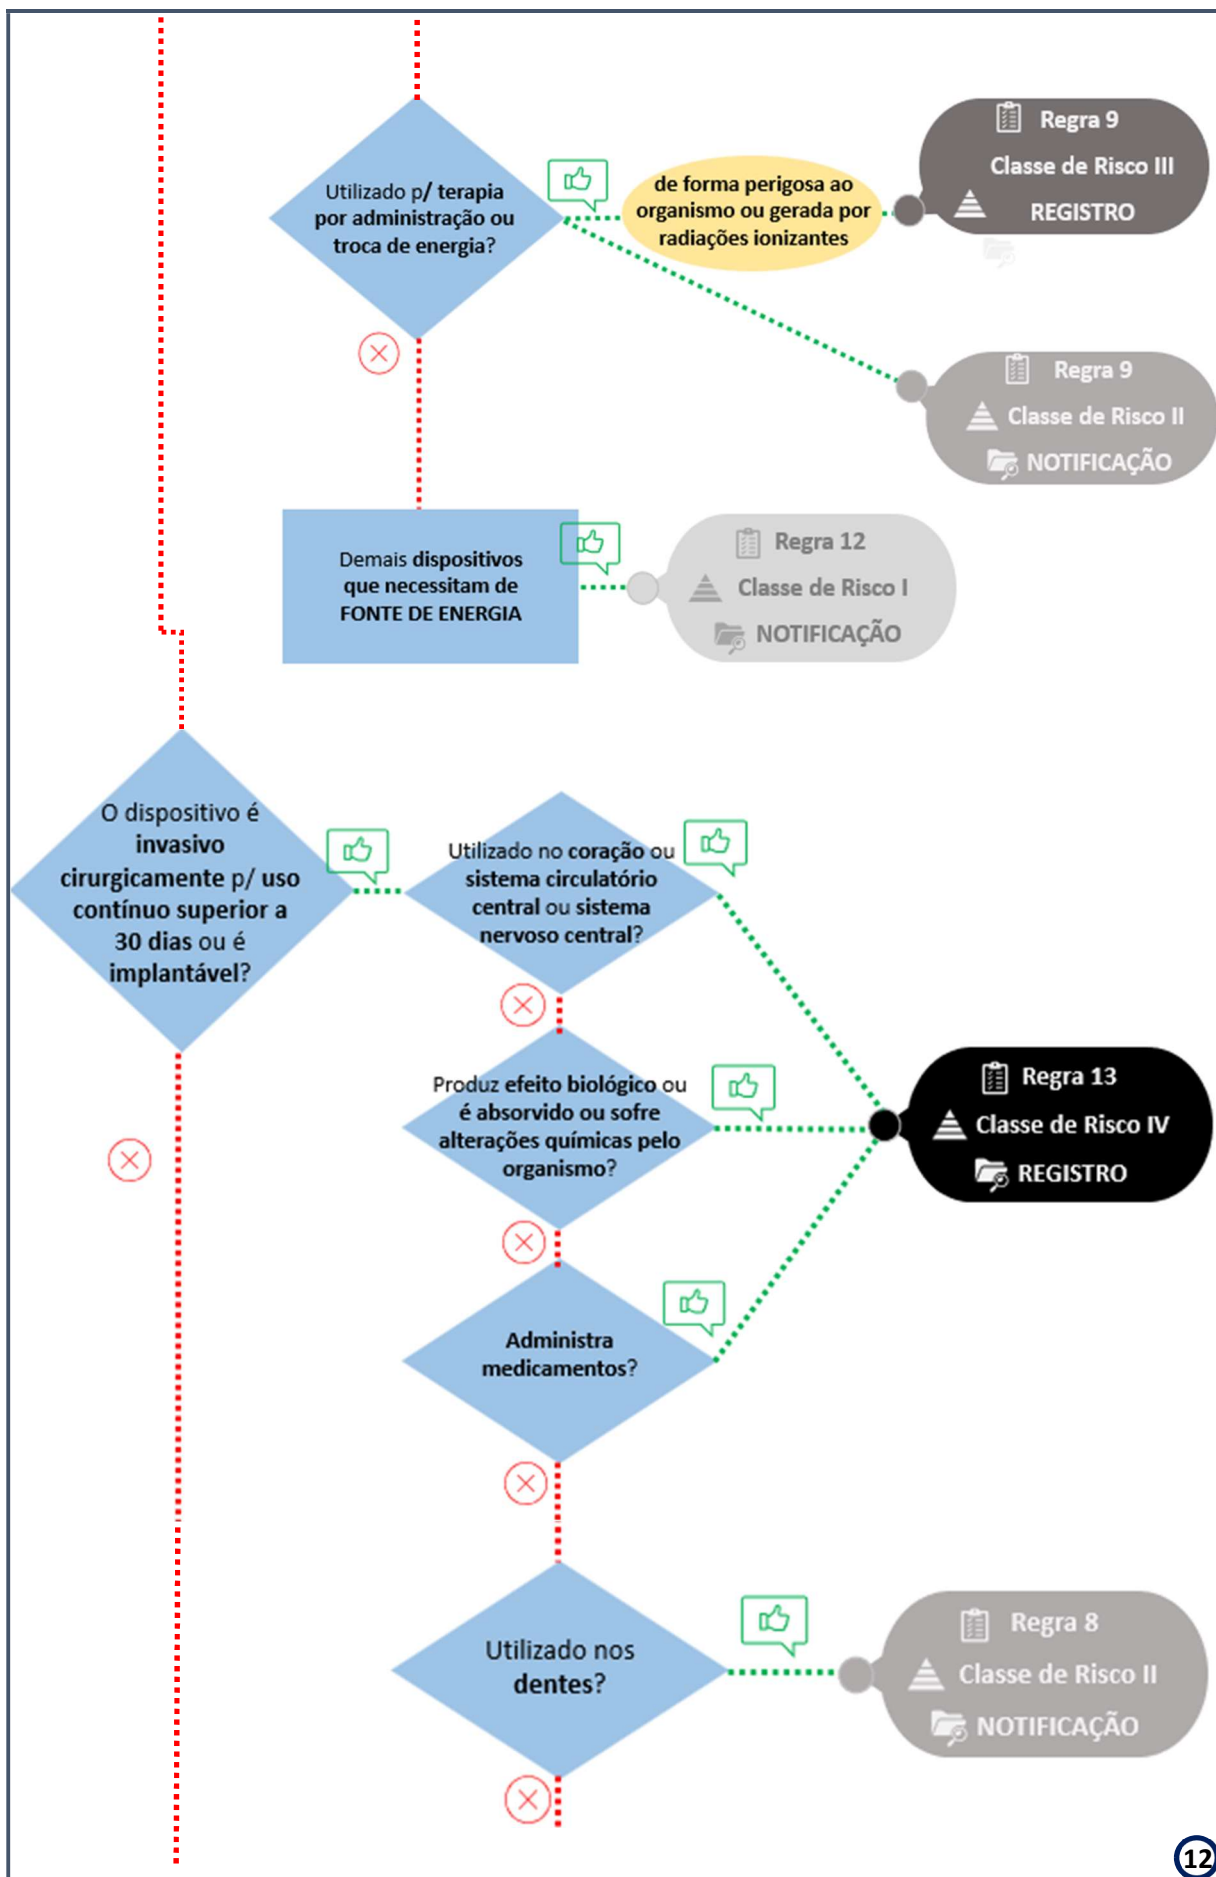 Utilizado p/ terapia
por administração ou
troca de energia?
de forma perigosa ao
organismo ou gerada por
radiações ionizantes
Regra 9
Classe de Risco III
REGISTRO
Regra 9
Classe de Risco II
NOTIFICAÇÃO
Demais dispositivos
que necessitam de
FONTE DE ENERGIA
Regra 12
Classe de Risco I
NOTIFICAÇÃO
O dispositivo é
invasivo
cirurgicamente p/ uso
contínuo superior a
30 dias ou é
implantável?
Utilizado no coração ou
sistema circulatório
central ou sistema
nervoso central?
Produz efeito biológico ou
é absorvido ou sofre
alterações químicas pelo
organismo?
Regra 13
Classe de Risco IV
REGISTRO
Administra
medicamentos?
Utilizado nos
dentes?
Regra 8
Classe de Risco II
NOTIFICAÇÃO
12